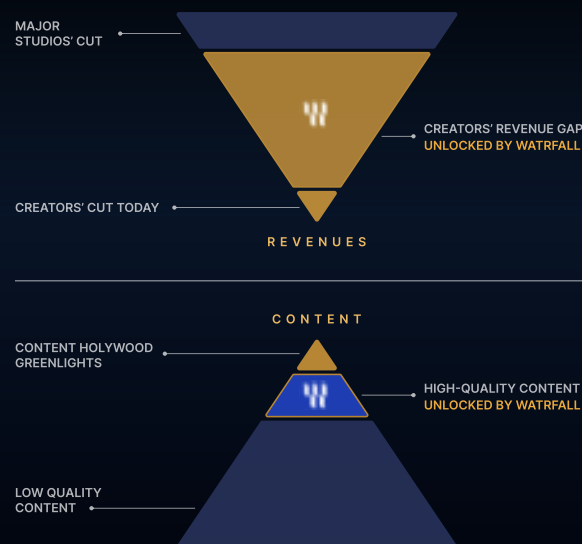 MAJOR
STUDIOS' CUT
CREATORS' REVENUE GAP
UNLOCKED BY WATRFALL
CREATORS' CUT TODAY
REVENUES
CONTENT
CONTENT HOLYWOOD
GREENLIGHTS
HIGH-QUALITY CONTENT
UNLOCKED BY WATRFALL
LOW QUALITY
CONTENT